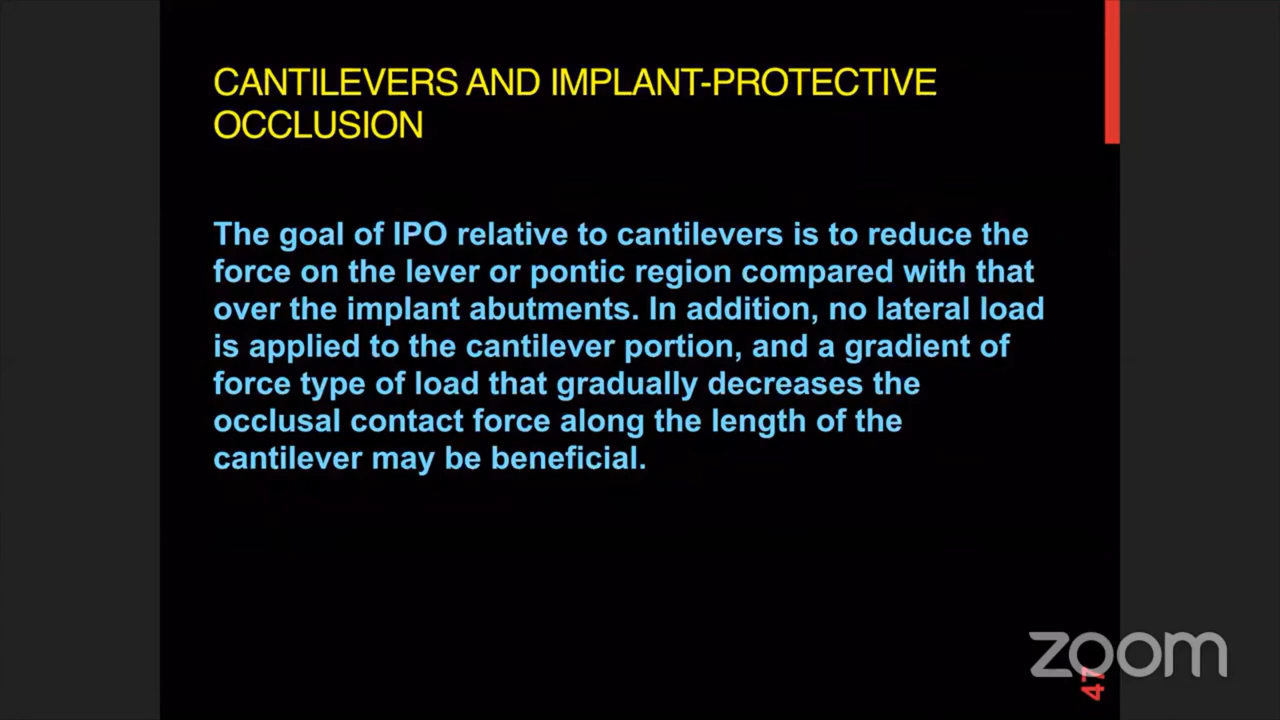 CANTILEVERS AND IMPLANT-PROTECTIVE
OCCLUSION
The goal of IPO relative to cantilevers is to reduce the
force on the lever or pontic region compared with that
over the implant abutments. In addition, no lateral load
is applied to the cantilever portion, and a gradient of
force type of load that gradually decreases the
occlusal contact force along the length of the
cantilever may be beneficial.
zoom
47